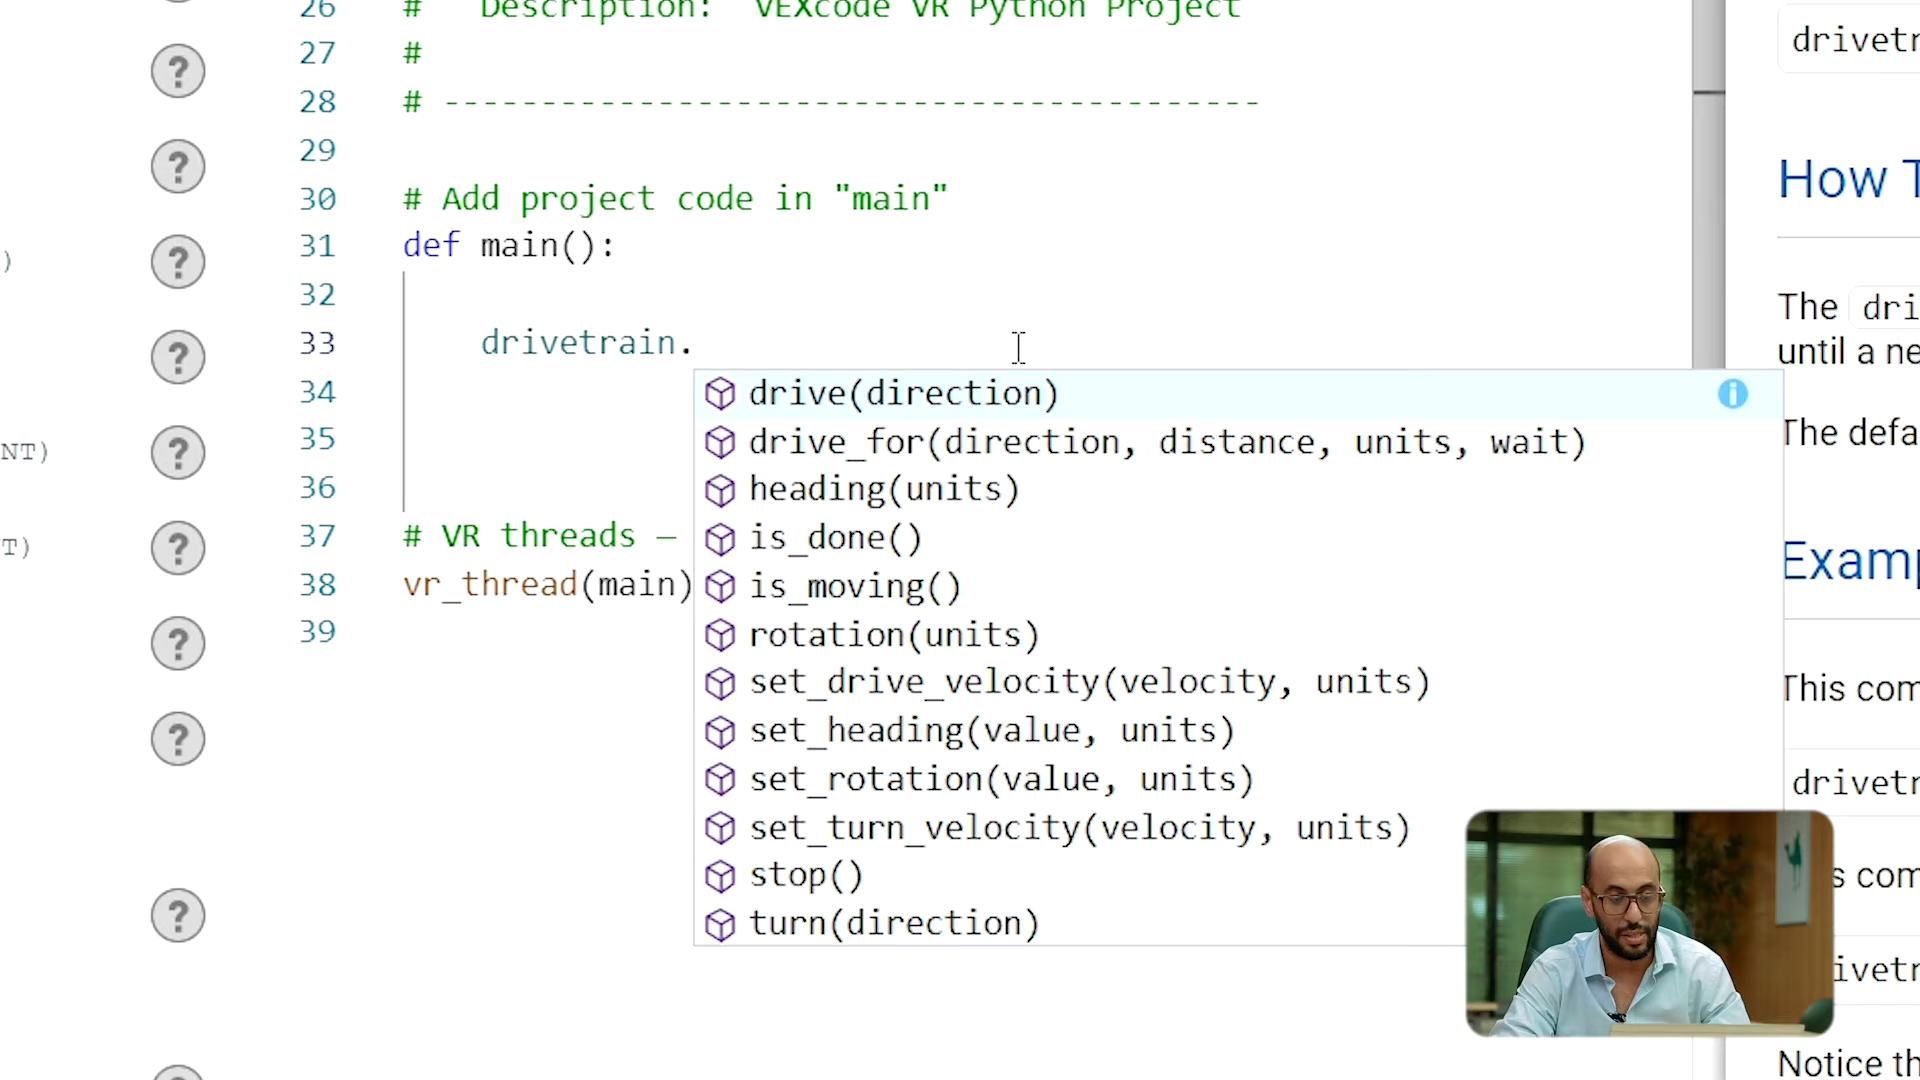 26 # Description: VEXcode VR Python Project
27 #
28 # ------------------------------------------
29
30 # Add project code in "main"
)
31 def main():
32
33 drivetrain.
34
35
NT)
36
37 # VR threads —
T)
38 vr_thread(main)
39
drive(direction)
drive_for(direction, distance, units, wait)
heading(units)
is_done()
is_moving()
rotation(units)
set_drive_velocity(velocity, units)
set_heading(value, units)
set_rotation(value, units)
set_turn_velocity(velocity, units)
stop()
turn(direction)
drivetr
How T
The dri
until a ne
The defa
Examp
This com
drivetr
s com
ivetr
Notice th